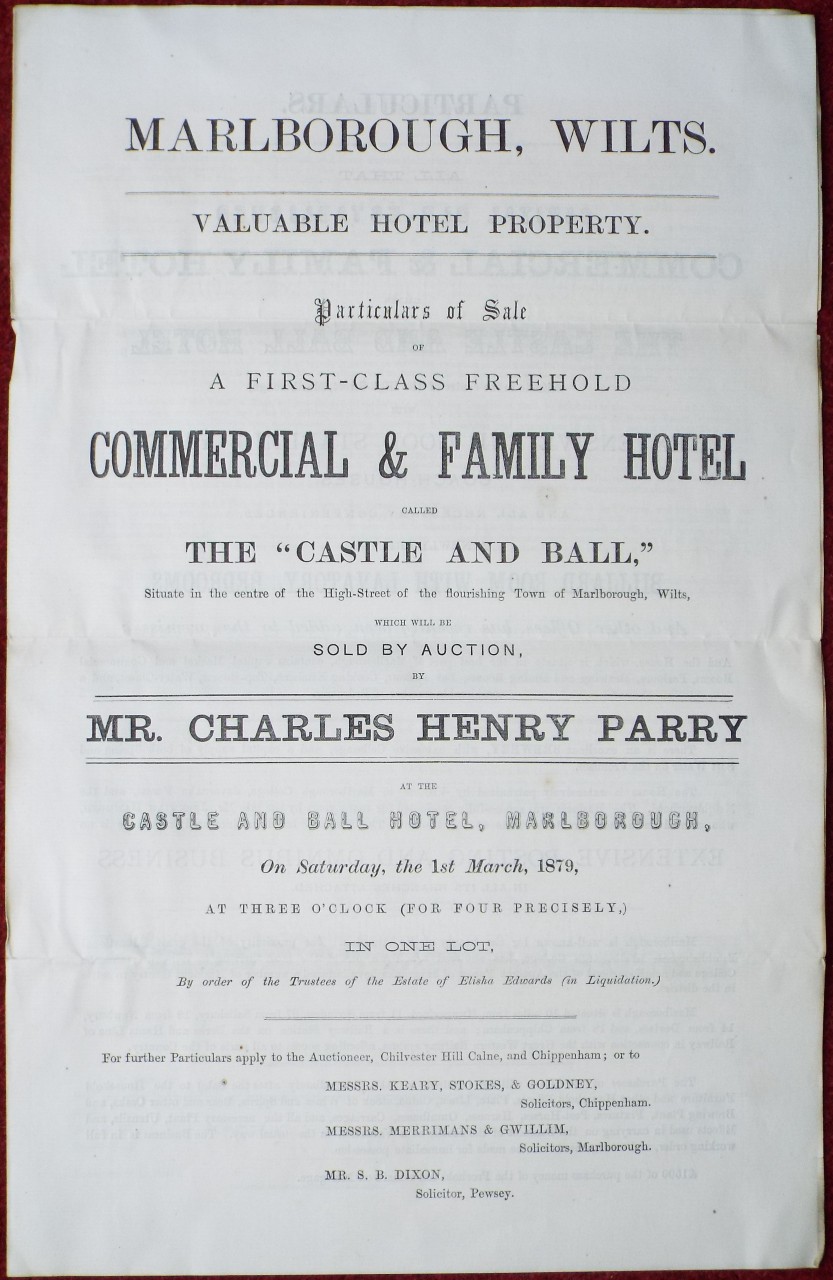 MARLBOROUGH, WILTS.
VALUABLE HOTEL PROPERTY.
Particulars of Sale
OF
A FIRST-CLASS FREEHOLD
COMMERCIAL & FAMILY HOTEL
CALLED
THE "CASTLE AND BALL,"
Situate in the centre of the High-Street of the flourishing Town of Marlborough, Wilts,
WHICH WILL BE
SOLD BY AUCTION,
BY
MR. CHARLES HENRY PARRY
AT THE
CASTLE AND BALL HOTEL, MARLBOROUGH,
On Saturday, the 1st March, 1879,
AT THREE O'CLOCK (FOR FOUR PRECISELY,)
IN ONE LOT,
By order of the Trustees of the Estate of Elisha Edwards (in Liquidation.)
For further Particulars apply to the Auctioneer, Chilvester Hill Calne, and Chippenham; or to
MESSRS. KEARY, STOKES, & GOLDNEY,
Solicitors, Chippenham.
MESSRS. MERRIMANS & GWILLIM,
Solicitors, Marlborough.
MR. S. B. DIXON,
Solicitor, Pewsey.